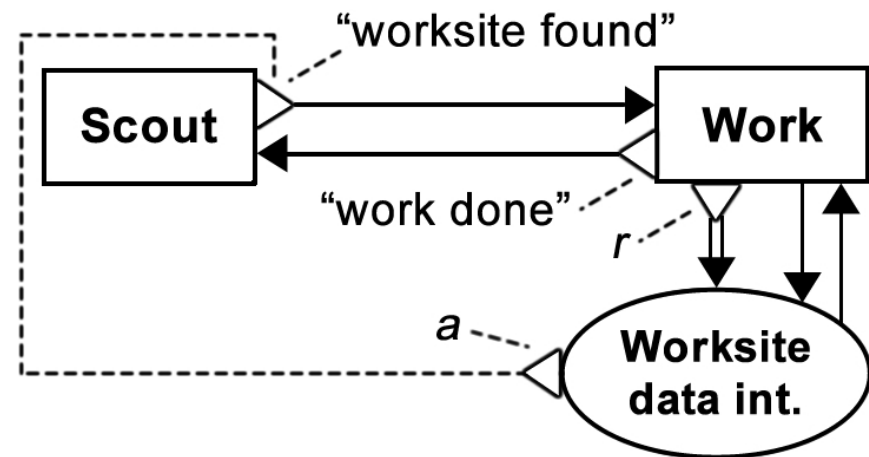 “worksite found”
Scout
Work
“work done”
r
a
Worksite
data int.